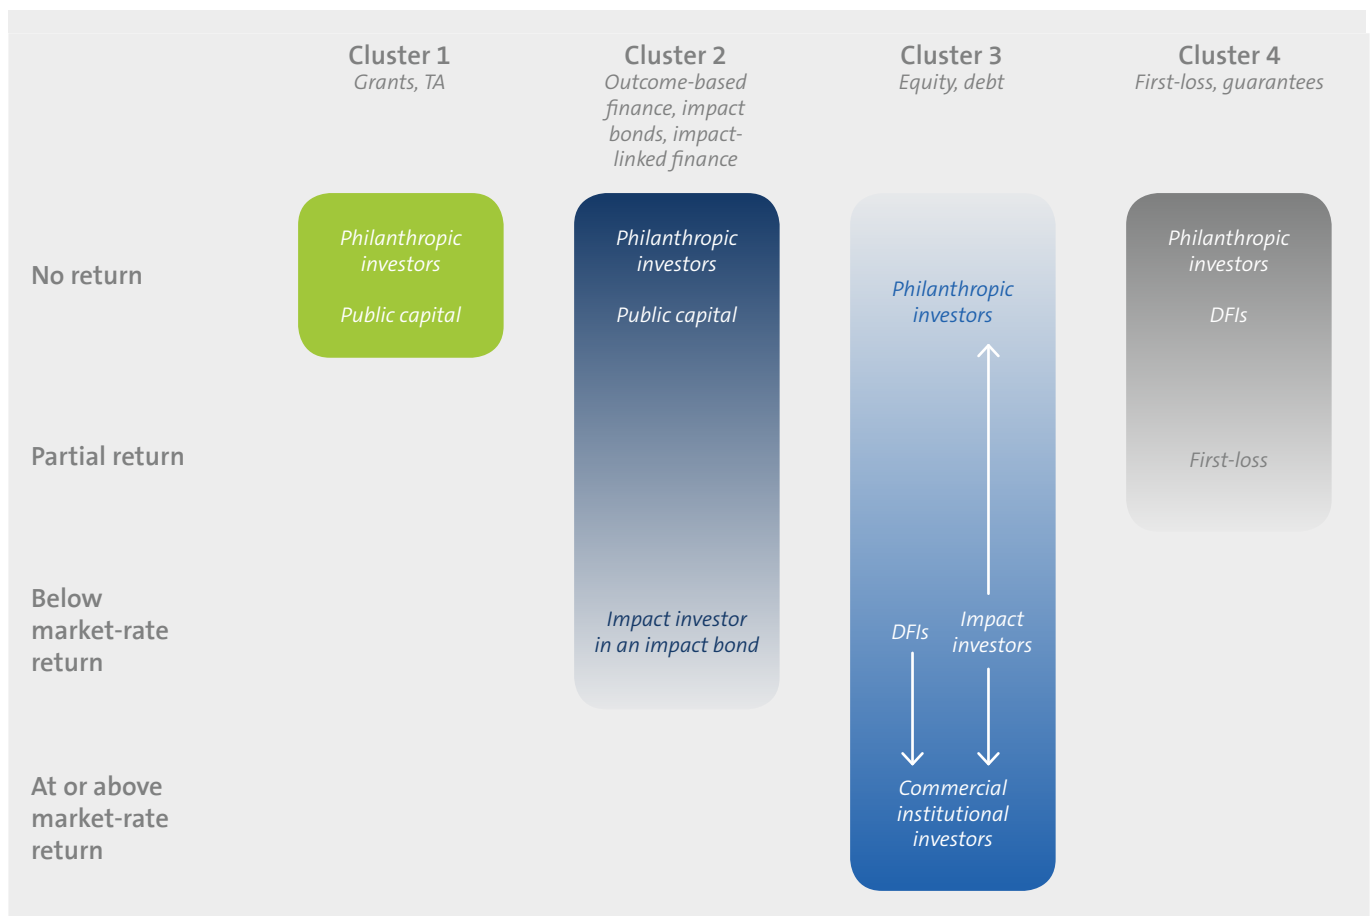 Cluster 1
Grants, TA
Cluster 2
Outcome-based
finance, impact
bonds, impact-
linked finance
Cluster 3
Equity, debt
Cluster 4
First-loss, guarantees
No return
Philanthropic
investors
Public capital
Philanthropic
investors
Public capital
Philanthropic
investors
Philanthropic
investors
DFIs
Partial return
First-loss
Below
market-rate
return
Impact investor
in an impact bond
DFIs
Impact
investors
At or above
market-rate
return
Commercial
institutional
investors